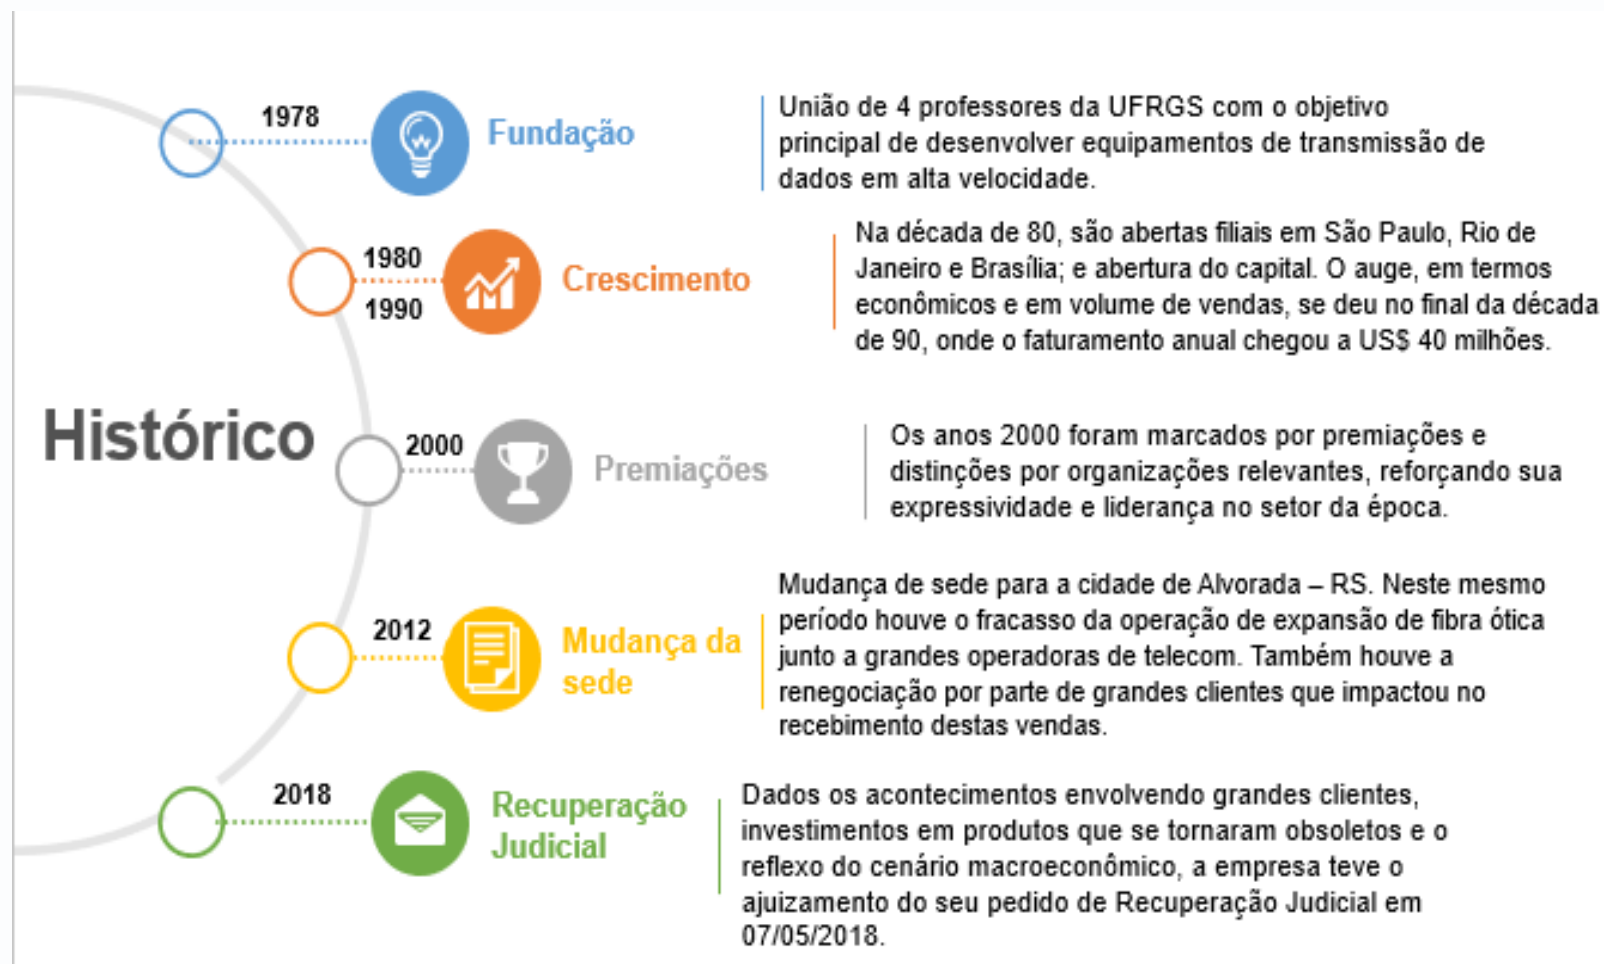 Histórico
1978
Fundação
União de 4 professores da UFRGS com o objetivo
principal de desenvolver equipamentos de transmissão de
dados em alta velocidade.
1980
1990
Crescimento
Na década de 80, são abertas filiais em São Paulo, Rio de
Janeiro e Brasília; e abertura do capital. O auge, em termos
econômicos e em volume de vendas, se deu no final da década
de 90, onde o faturamento anual chegou a US$ 40 milhões.
2000
Premiações
Os anos 2000 foram marcados por premiações e
distinções por organizações relevantes, reforçando sua
expressividade e liderança no setor da época.
2012
Mudança da
sede
Mudança de sede para a cidade de Alvorada – RS. Neste mesmo
período houve o fracasso da operação de expansão de fibra ótica
junto a grandes operadoras de telecom. Também houve a
renegociação por parte de grandes clientes que impactou no
recebimento destas vendas.
2018
Recuperação
Judicial
Dados os acontecimentos envolvendo grandes clientes,
investimentos em produtos que se tornaram obsoletos e o
reflexo do cenário macroeconômico, a empresa teve o
ajuizamento do seu pedido de Recuperação Judicial em
07/05/2018.